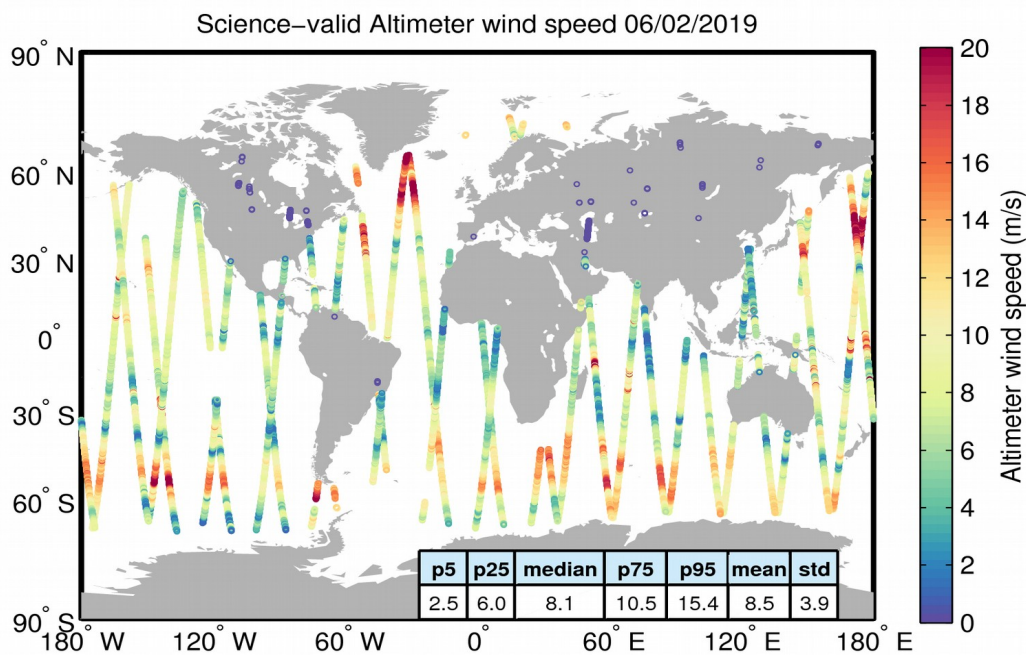 Science-valid Altimeter wind speed 06/02/2019
90° N
60° N
30° N
0°
30° S
60° S
90° S
180° W
120° W
60° W
0°
60° E
120° E
180° E
p5 p25 median p75 p95 mean std
2.5 6.0 8.1 10.5 15.4 8.5 3.9
20
18
16
14
12
10
8
6
4
2
0
Altimeter wind speed (m/s)